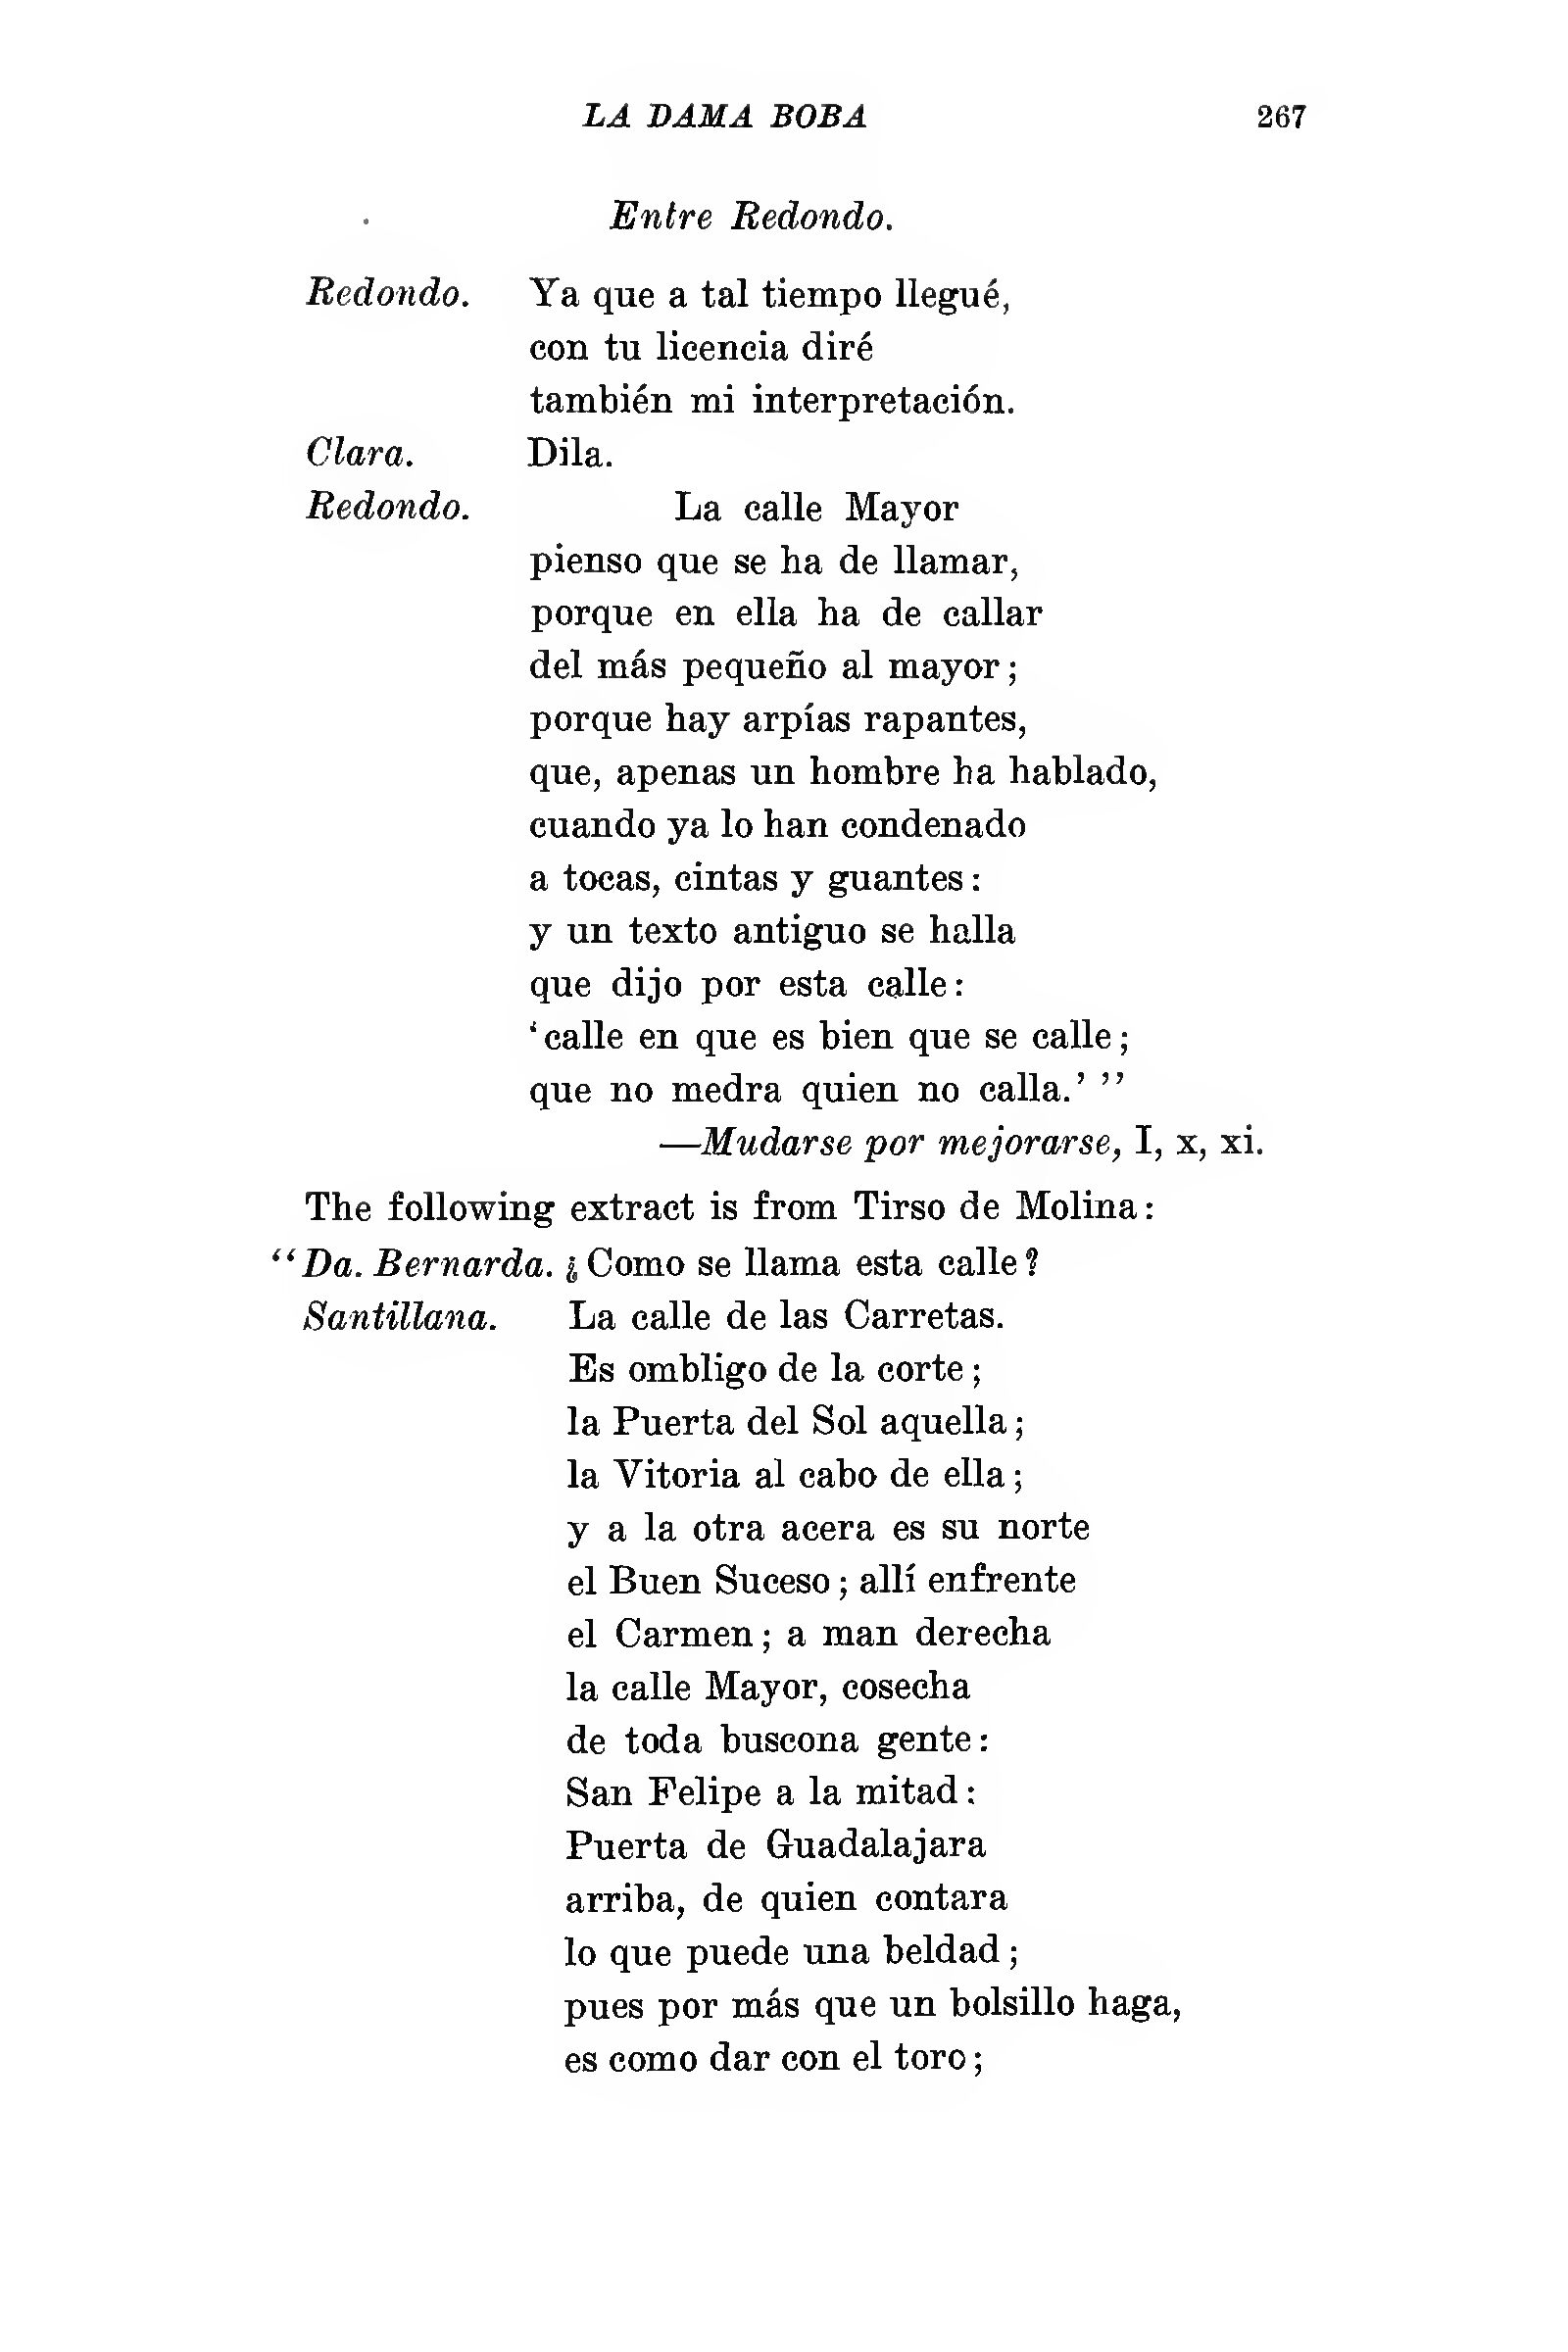 LA DAMA BOBA 267
Entre Redondo.
Redondo. Ya que a tal tiempo llegué,
con tu licencia diré
también mi interpretación.
Clara. Dila.
Redondo. La calle Mayor
pienso que se ha de llamar,
porque en ella ha de callar
del más pequeño al mayor;
porque hay arpías rapantes,
que, apenas un hombre ha hablado,
cuando ya lo han condenado
a tocas, cintas y guantes:
y un texto antiguo se halla
que dijo por esta calle:
‘calle en que es bien que se calle;
que no medra quien no calla.’ ”
—Mudarse por mejorarse, I, x, xi.
The following extract is from Tirso de Molina:
“Da. Bernarda. ¿Como se llama esta calle?
Santillana. La calle de las Carretas.
Es ombligo de la corte;
la Puerta del Sol aquella;
la Vitoria al cabo de ella;
y a la otra acera es su norte
el Buen Suceso; allí enfrente
el Carmen; a man derecha
la calle Mayor, cosecha
de toda buscona gente:
San Felipe a la mitad:
Puerta de Guadalajara
arriba, de quien contara
lo que puede una beldad;
pues por más que un bolsillo haga,
es como dar con el toro;